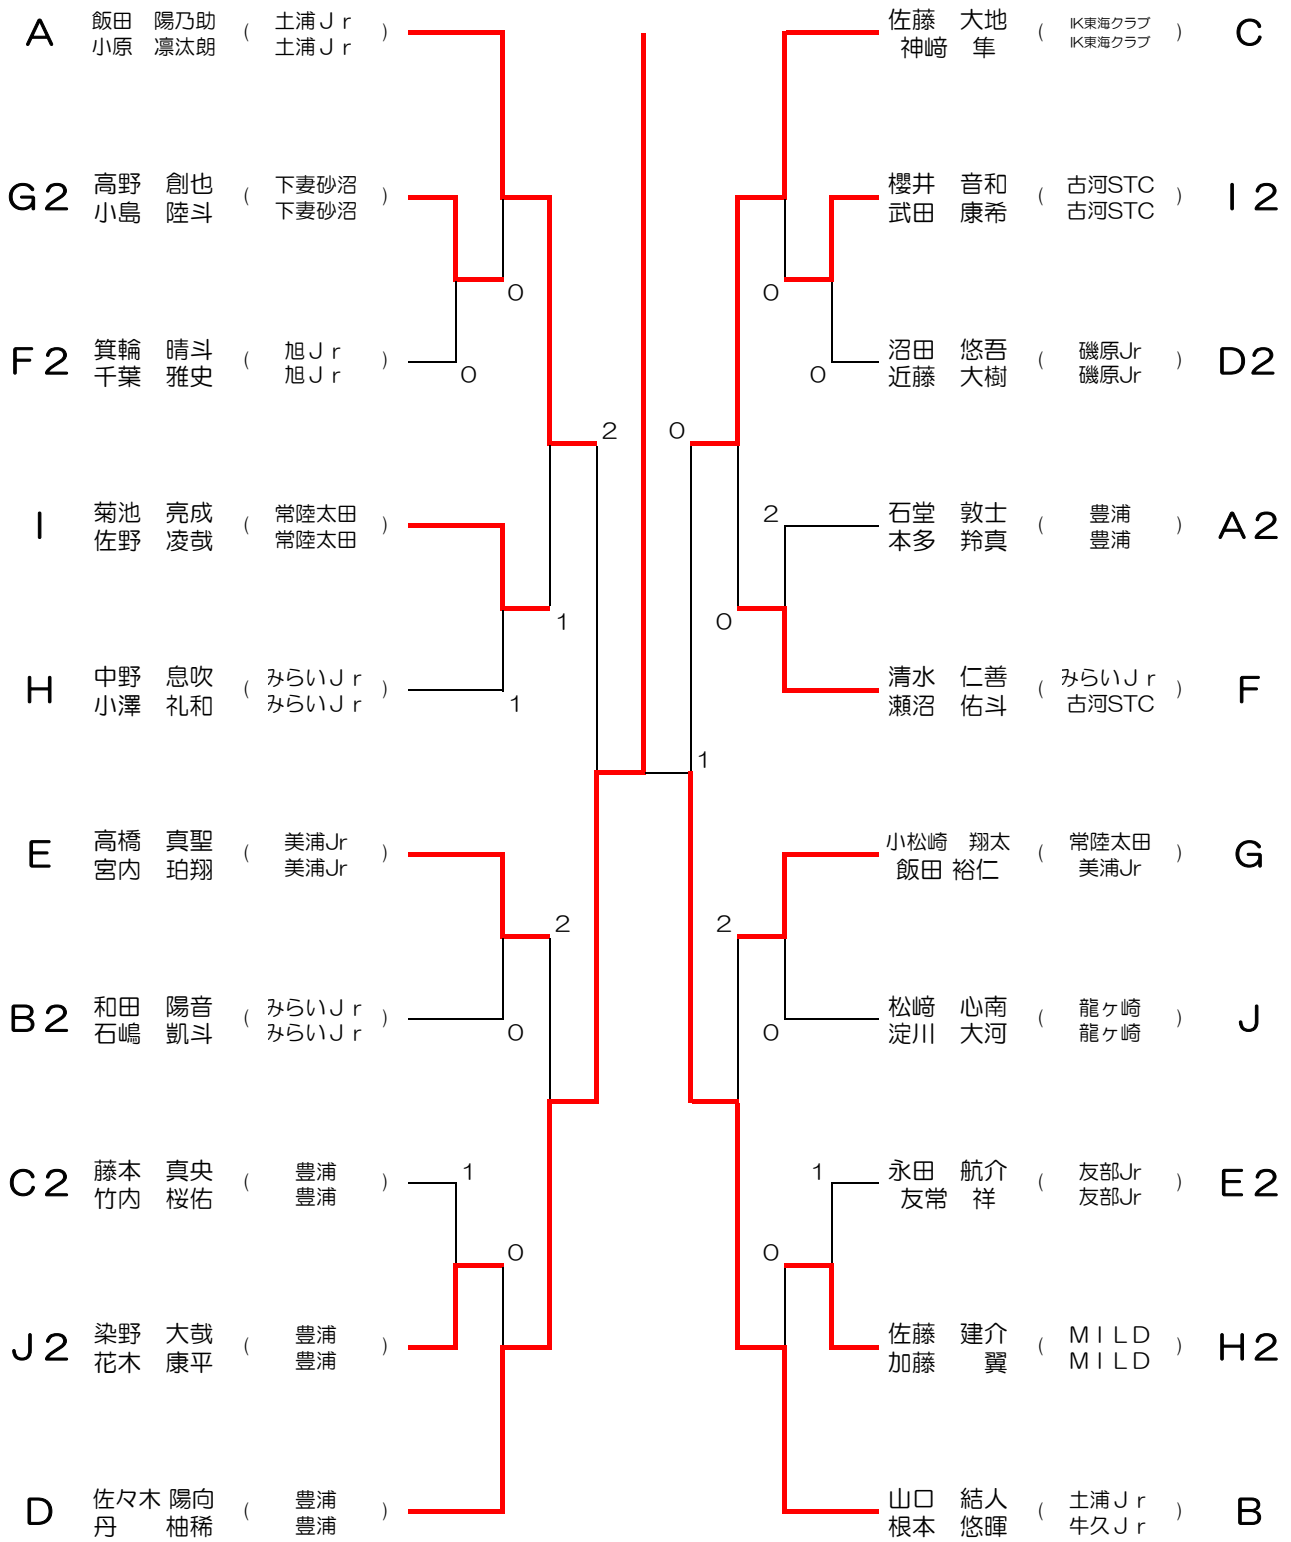 A 飯田 陽乃助 ( 土浦Jr )
小原 凛汰朗 土浦Jr
G2 高野 創也 ( 下妻砂沼 )
小島 陸斗 下妻砂沼
0
F2 箕輪 晴斗 ( 旭Jr )
千葉 雅史 旭Jr
0
2
I 菊池 亮成 ( 常陸太田 )
佐野 凌哉 常陸太田
1
H 中野 息吹 ( みらいJr )
小澤 礼和 みらいJr
1
E 高橋 真聖 ( 美浦Jr )
宮内 珀翔 美浦Jr
2
B2 和田 陽音 ( みらいJr )
石嶋 凱斗 みらいJr
0
C2 藤本 真央 ( 豊浦 ) 1
竹内 桜佑 豊浦
0
J2 染野 大哉 ( 豊浦 )
花木 康平 豊浦
D 佐々木 陽向 ( 豊浦 )
丹 柚稀 豊浦
佐藤 大地 ( IK東海クラブ ) C
神﨑 隼 IK東海クラブ
櫻井 音和 ( 古河STC ) I2
武田 康希 古河STC
0
沼田 悠吾 ( 磯原Jr ) D2
0 近藤 大樹 磯原Jr
0
2 石堂 敦士 ( 豊浦 ) A2
本多 羚真 豊浦
0
清水 仁善 ( みらいJr ) F
瀬沼 佑斗 古河STC
1
小松崎 翔太 ( 常陸太田 ) G
飯田 裕仁 美浦Jr
2
松﨑 心南 ( 龍ヶ崎 ) J
0 淀川 大河 龍ヶ崎
1 永田 航介 ( 友部Jr ) E2
友常 祥 友部Jr
0
佐藤 建介 ( MILD ) H2
加藤 翼 MILD
山口 結人 ( 土浦Jr ) B
根本 悠暉 牛久Jr